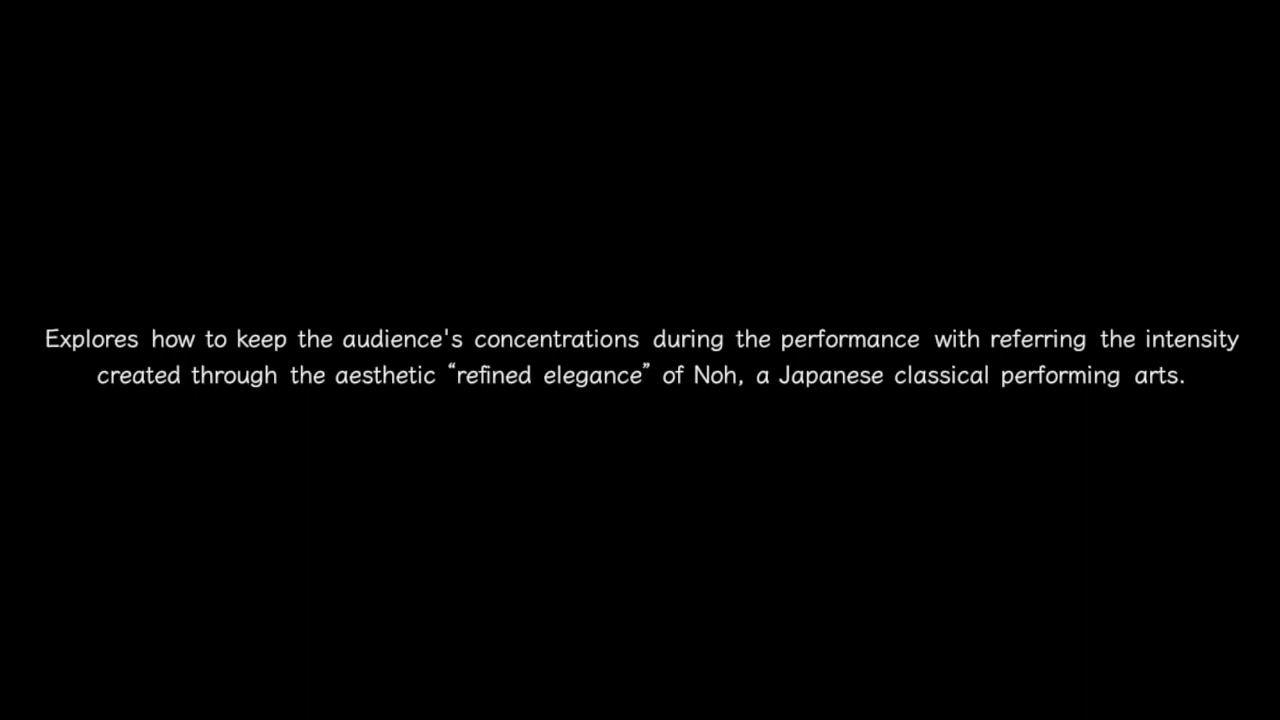 Explores how to keep the audience's concentrations during the performance with referring the intensity
created through the aesthetic “refined elegance” of Noh, a Japanese classical performing arts.